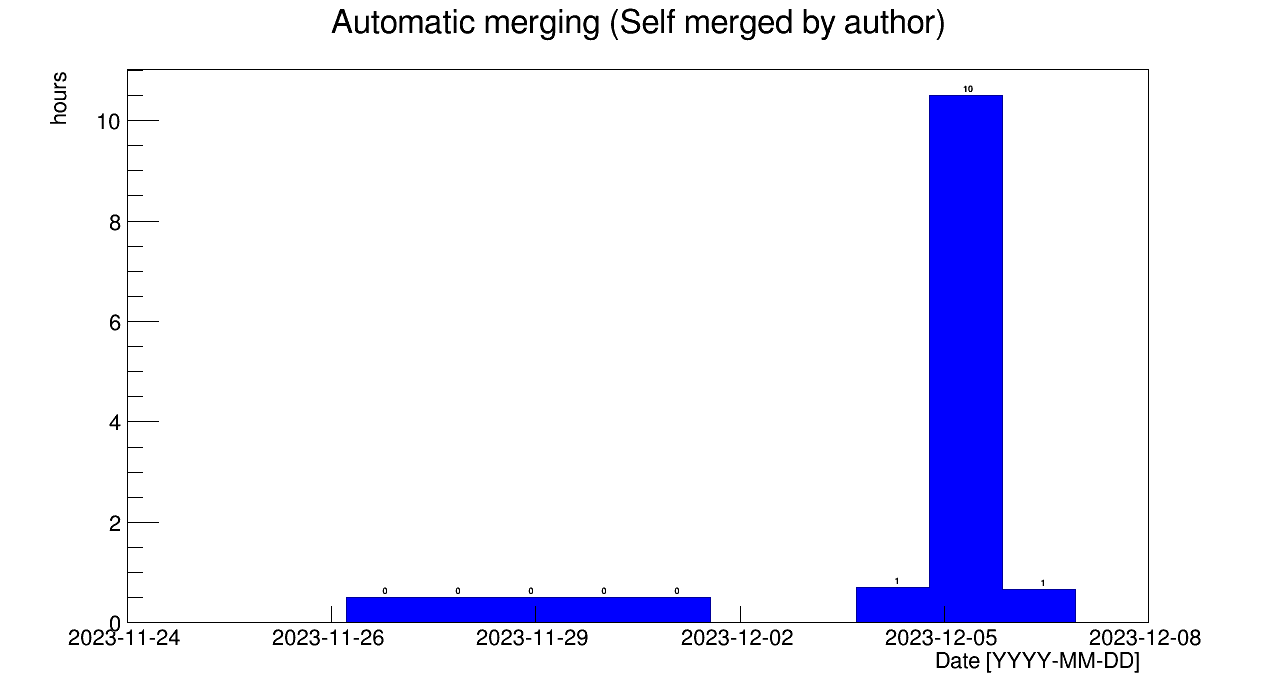 Automatic merging (Self merged by author)
hours
10
8
6
4
2
0
10
0 0 0 0 0 1 1
2023-11-24 2023-11-26 2023-11-29 2023-12-02 2023-12-05 2023-12-08
Date [YYYY-MM-DD]